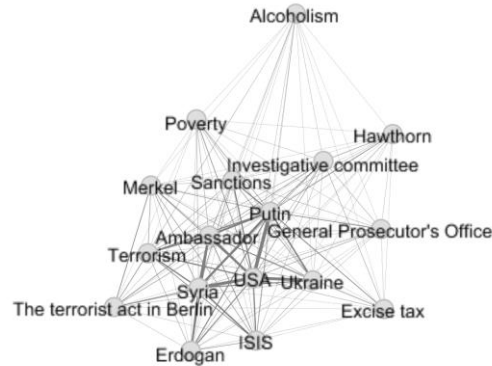 Alcoholism
Poverty
Hawthorn
Investigative committee
Merkel
Sanctions
Putin
General Prosecutor's Office
Ambassador
Terrorism
USA
Ukraine
Syria
The terrorist act in Berlin
Excise tax
ISIS
Erdogan